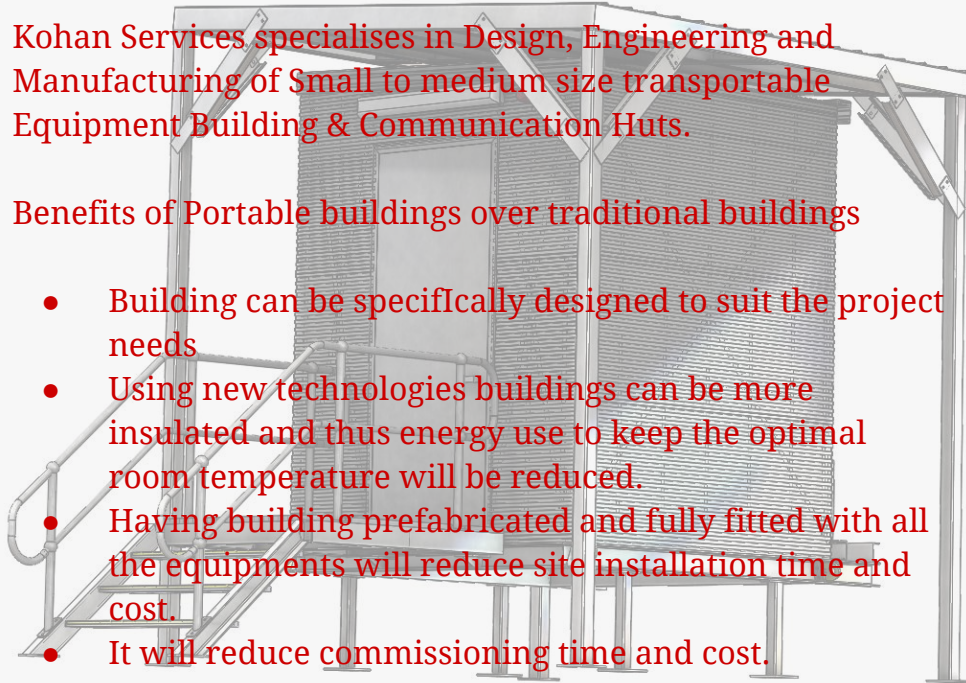 Kohan Services specialises in Design, Engineering and
Manufacturing of Small to medium size transportable
Equipment Building & Communication Huts.
Benefits of Portable buildings over traditional buildings
● Building can be specifIcally designed to suit the project
needs
● Using new technologies buildings can be more
insulated and thus energy use to keep the optimal
room temperature will be reduced.
● Having building prefabricated and fully fitted with all
the equipments will reduce site installation time and
cost.
● It will reduce commissioning time and cost.